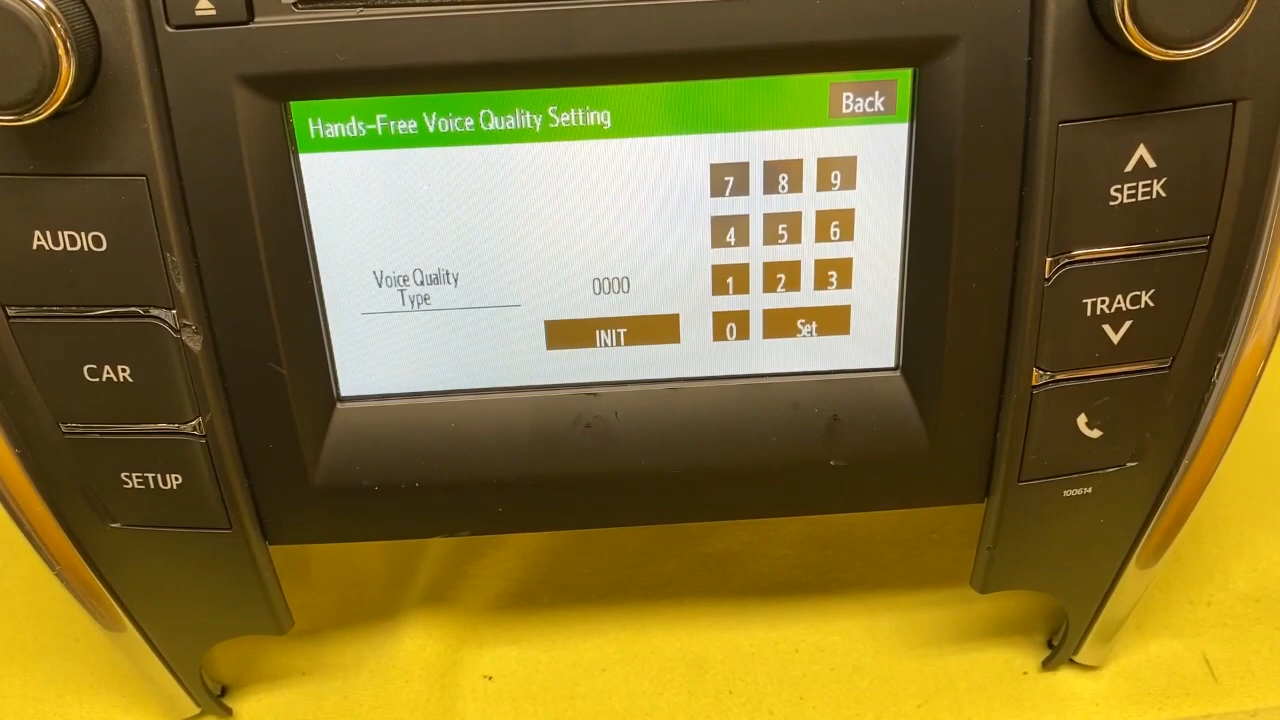 Hands-Free Voice Quality Setting
Back
7 8 9
4 5 6
1 2 3
0 Set
Voice Quality
Type
0000
INIT
AUDIO
CAR
SETUP
SEEK
TRACK
100614